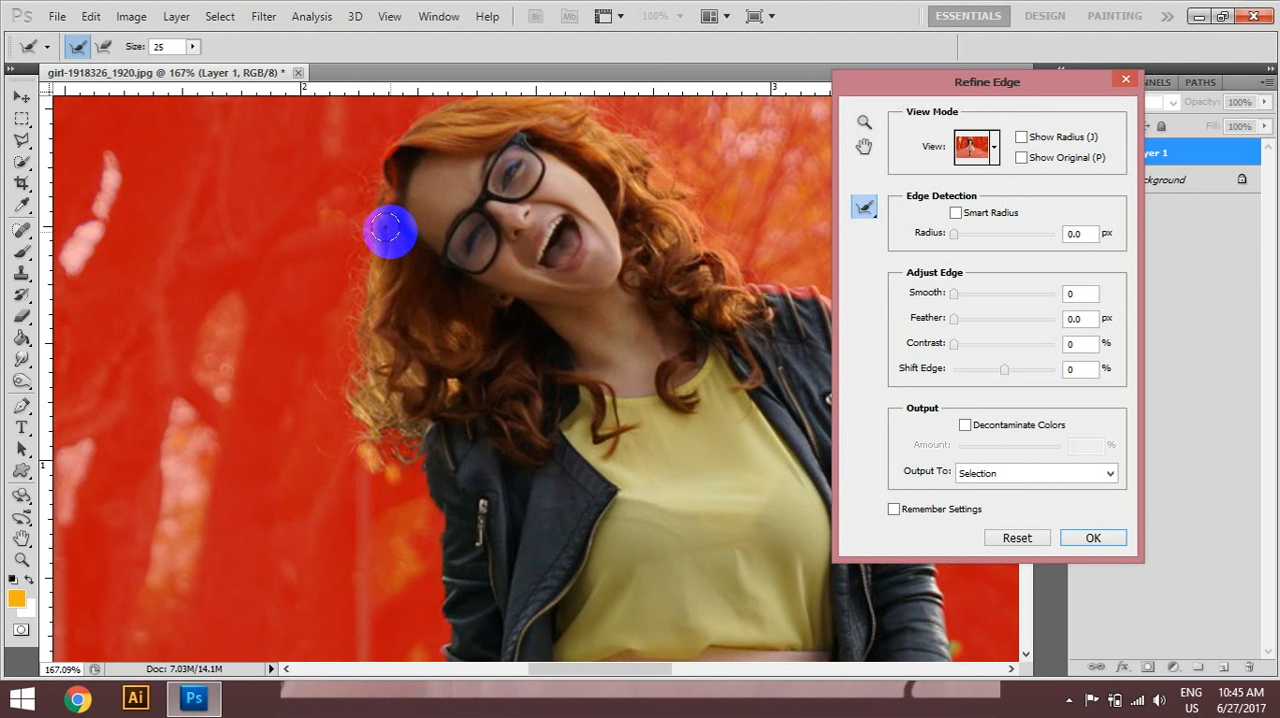 Ps File Edit Image Layer Select Filter Analysis 3D View Window Help Br Mb 100% ESSENTIALS DESIGN PAINTING
Size: 25
girl-1918326_1920.jpg @ 167% (Layer 1, RGB/8) *
2 3
1
Refine Edge
View Mode
View:
Show Radius (J)
Show Original (P)
Edge Detection
Smart Radius
Radius: 0.0 px
Adjust Edge
Smooth: 0
Feather: 0.0 px
Contrast: 0 %
Shift Edge: 0 %
Output
Decontaminate Colors
Amount: %
Output To: Selection
Remember Settings
Reset OK
NNELS PATHS
Opacity: 100%
Fill: 100%
yer 1
ckground
167.09% Doc: 7.03M/14.1M
Ai Ps
ENG 10:45 AM
US 6/27/2017